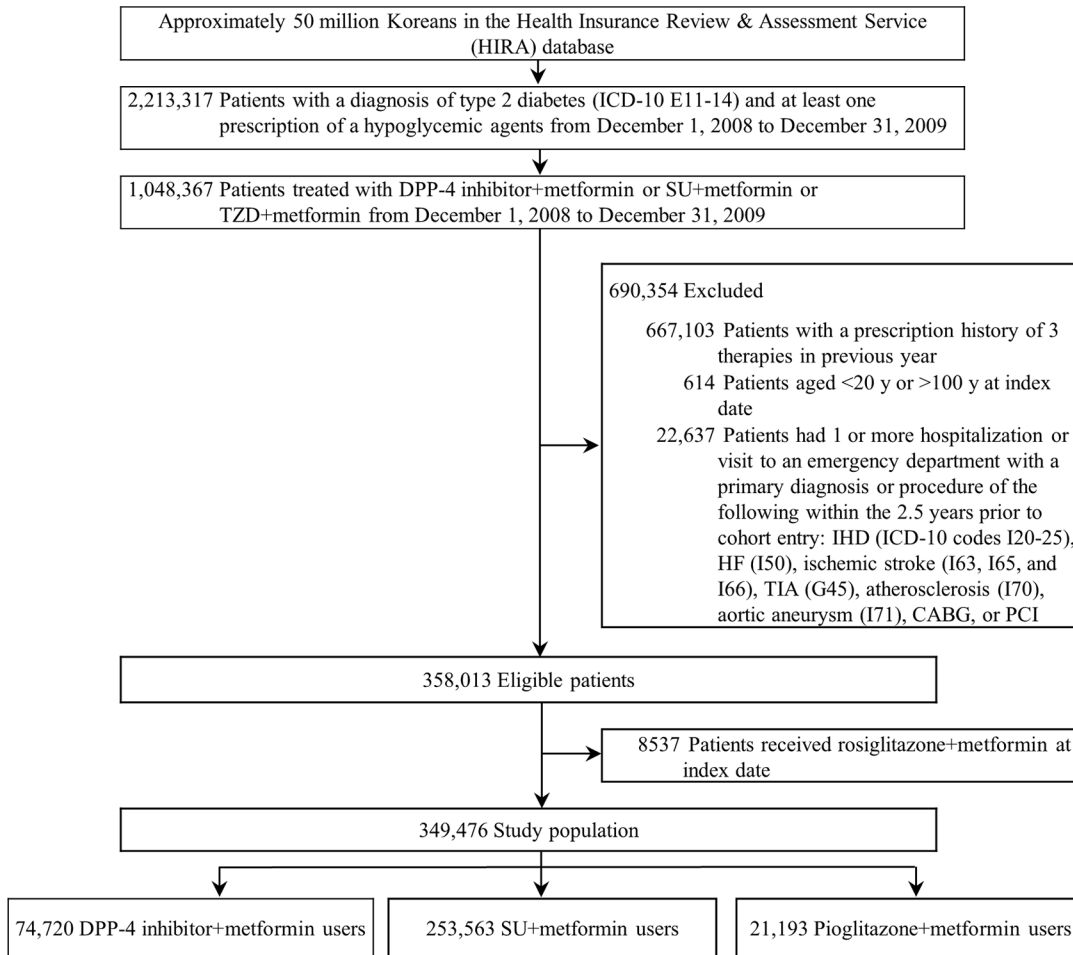 Approximately 50 million Koreans in the Health Insurance Review & Assessment Service
(HIRA) database
2,213,317 Patients with a diagnosis of type 2 diabetes (ICD-10 E11-14) and at least one
prescription of a hypoglycemic agents from December 1, 2008 to December 31, 2009
1,048,367 Patients treated with DPP-4 inhibitor+metformin or SU+metformin or
TZD+metformin from December 1, 2008 to December 31, 2009
690,354 Excluded
667,103 Patients with a prescription history of 3
therapies in previous year
614 Patients aged <20 y or >100 y at index
date
22,637 Patients had 1 or more hospitalization or
visit to an emergency department with a
primary diagnosis or procedure of the
following within the 2.5 years prior to
cohort entry: IHD (ICD-10 codes I20-25),
HF (I50), ischemic stroke (I63, I65, and
I66), TIA (G45), atherosclerosis (I70),
aortic aneurysm (I71), CABG, or PCI
358,013 Eligible patients
8537 Patients received rosiglitazone+metformin at
index date
349,476 Study population
74,720 DPP-4 inhibitor+metformin users
253,563 SU+metformin users
21,193 Pioglitazone+metformin users